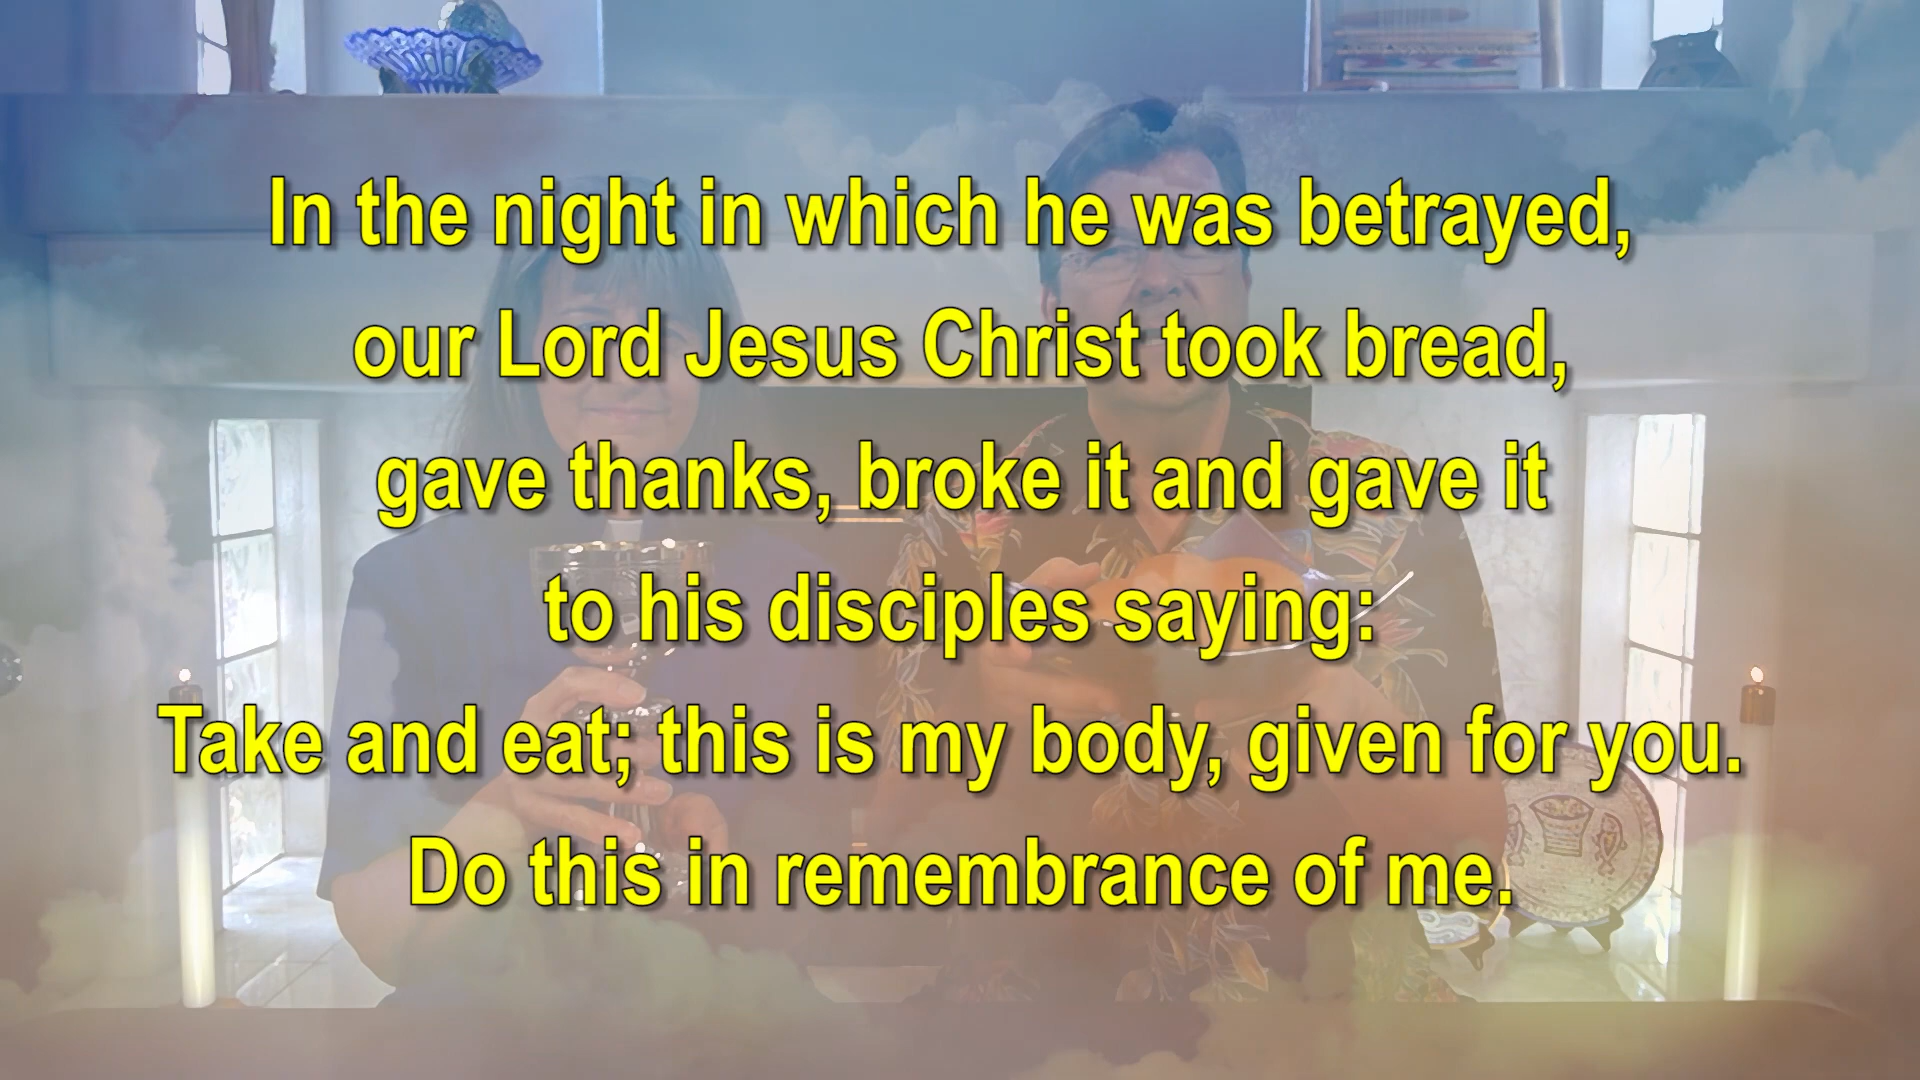 In the night in which he was betrayed,
our Lord Jesus Christ took bread,
gave thanks, broke it and gave it
to his disciples saying:
Take and eat; this is my body, given for you.
Do this in remembrance of me.